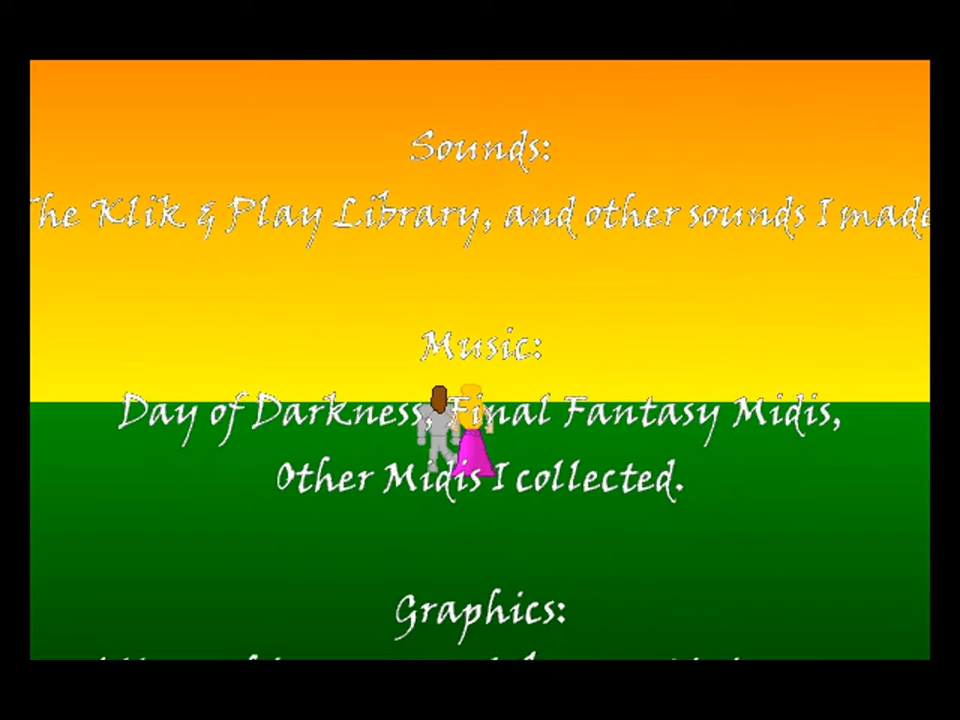 Sounds:
The Klik & Play Library, and other sounds I made
Music:
Day of Darkness, Final Fantasy Midis,
Other Midis I collected.
Graphics: